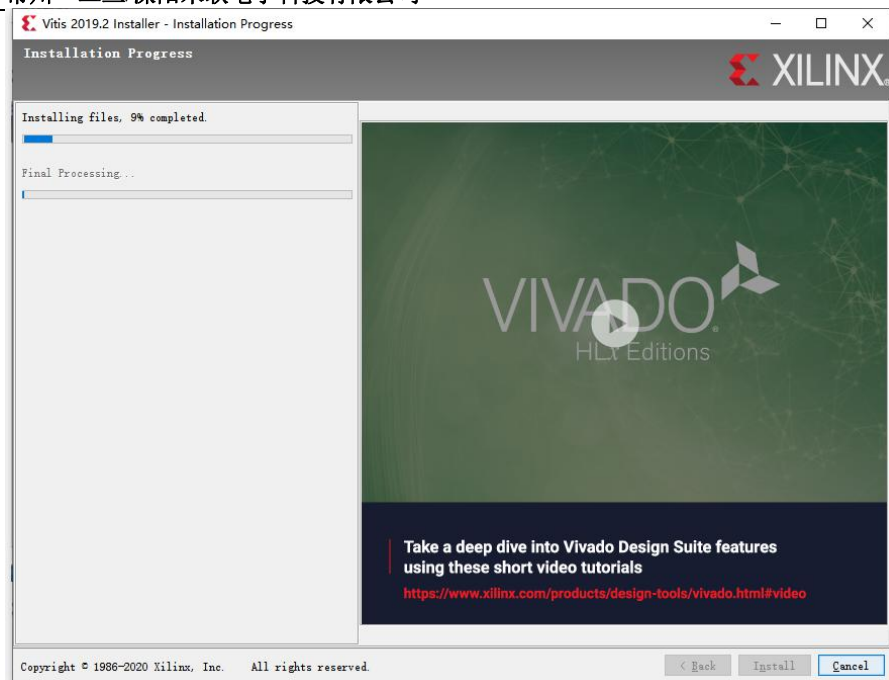 Vitis 2019.2 Installer - Installation Progress
Installation Progress
XILINX®
Installing files, 9% completed.
Final Processing...
VIVADO®
HLx Editions
Take a deep dive into Vivado Design Suite features
using these short video tutorials
https://www.xilinx.com/products/design-tools/vivado.html#video
Copyright © 1986-2020 Xilinx, Inc. All rights reserved.
< Back
Install
Cancel